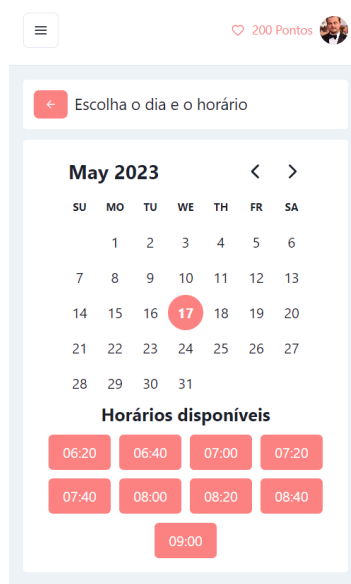 200 Pontos
Escolha o dia e o horário
May 2023
SU MO TU WE TH FR SA
1 2 3 4 5 6
7 8 9 10 11 12 13
14 15 16 17 18 19 20
21 22 23 24 25 26 27
28 29 30 31
Horários disponíveis
06:20 06:40 07:00 07:20
07:40 08:00 08:20 08:40
09:00